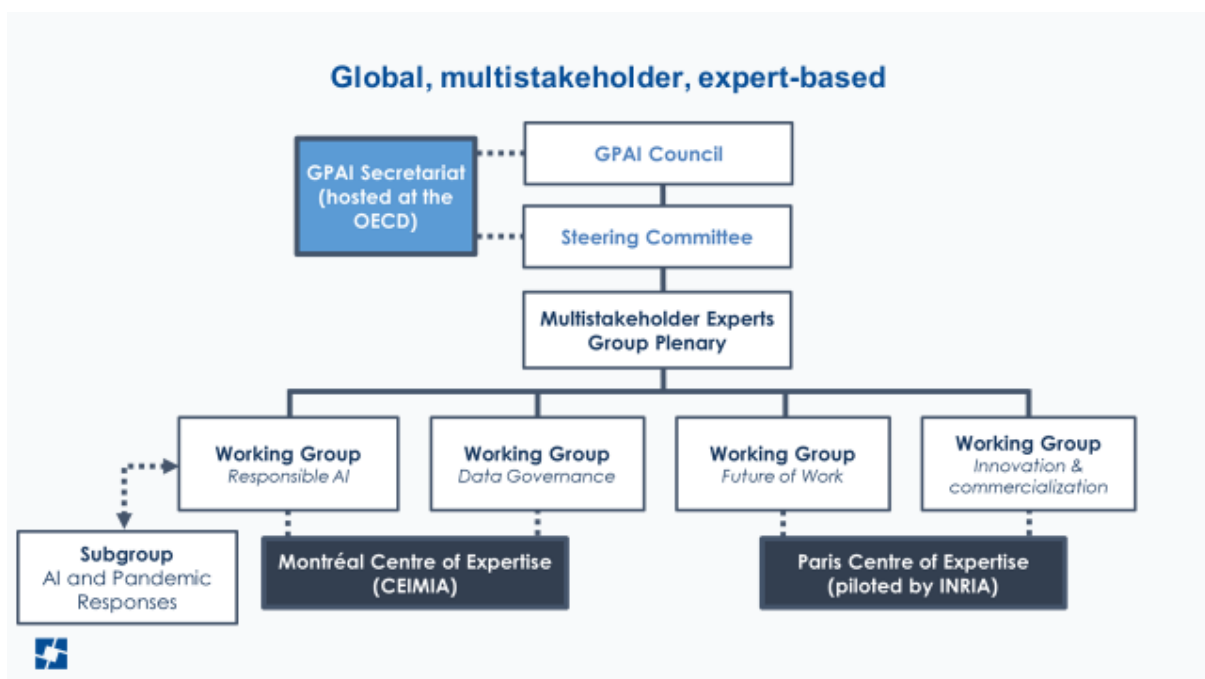 Global, multistakeholder, expert-based
GPAI Secretariat
(hosted at the
OECD)
GPAI Council
Steering Committee
Multistakeholder Experts
Group Plenary
Working Group
Responsible AI
Working Group
Data Governance
Working Group
Future of Work
Working Group
Innovation &
commercialization
Subgroup
AI and Pandemic
Responses
Montréal Centre of Expertise
(CEIMIA)
Paris Centre of Expertise
(piloted by INRIA)